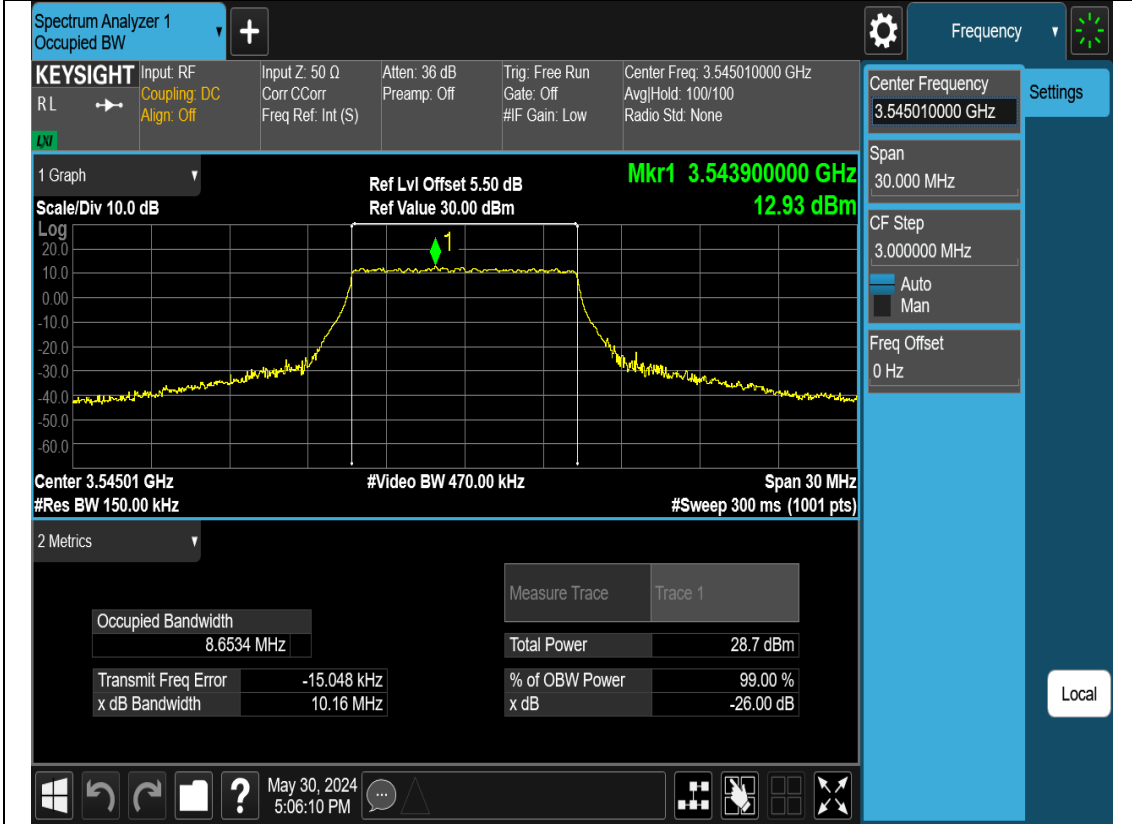 Spectrum Analyzer 1
Occupied BW
+
Frequency
KEYSIGHT
RL
LXI
Input: RF
Coupling: DC
Align: Off
Input Z: 50 Ω
Corr CCorr
Freq Ref: Int (S)
Atten: 36 dB
Preamp: Off
Trig: Free Run
Gate: Off
#IF Gain: Low
Center Freq: 3.545010000 GHz
Avg|Hold: 100/100
Radio Std: None
Center Frequency
3.545010000 GHz
Settings
Span
30.000 MHz
CF Step
3.000000 MHz
Auto
Man
Freq Offset
0 Hz
Local
1 Graph
Scale/Div 10.0 dB
Ref Lvl Offset 5.50 dB
Ref Value 30.00 dBm
Mkr1 3.543900000 GHz
12.93 dBm
Log
1
20.0
10.0
0.00
-10.0
-20.0
-30.0
-40.0
-50.0
-60.0
Center 3.54501 GHz
#Res BW 150.00 kHz
#Video BW 470.00 kHz
Span 30 MHz
#Sweep 300 ms (1001 pts)
2 Metrics
Measure Trace
Trace 1
Occupied Bandwidth
8.6534 MHz
Total Power
28.7 dBm
Transmit Freq Error
-15.048 kHz
% of OBW Power
99.00 %
x dB Bandwidth
10.16 MHz
x dB
-26.00 dB
?
May 30, 2024
5:06:10 PM